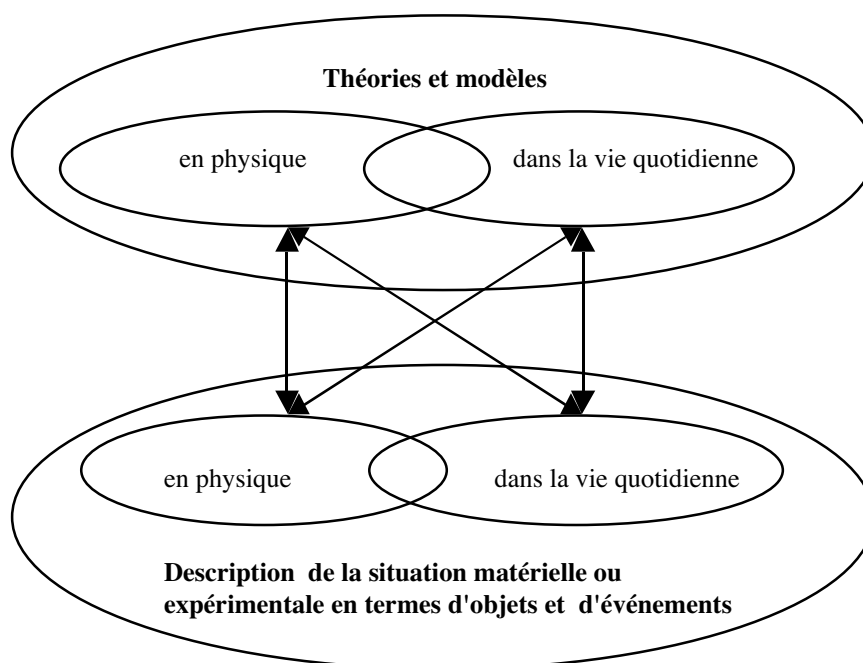 Théories et modèles
en physique
dans la vie quotidienne
en physique
dans la vie quotidienne
Description de la situation matérielle ou
expérimentale en termes d'objets et d'événements